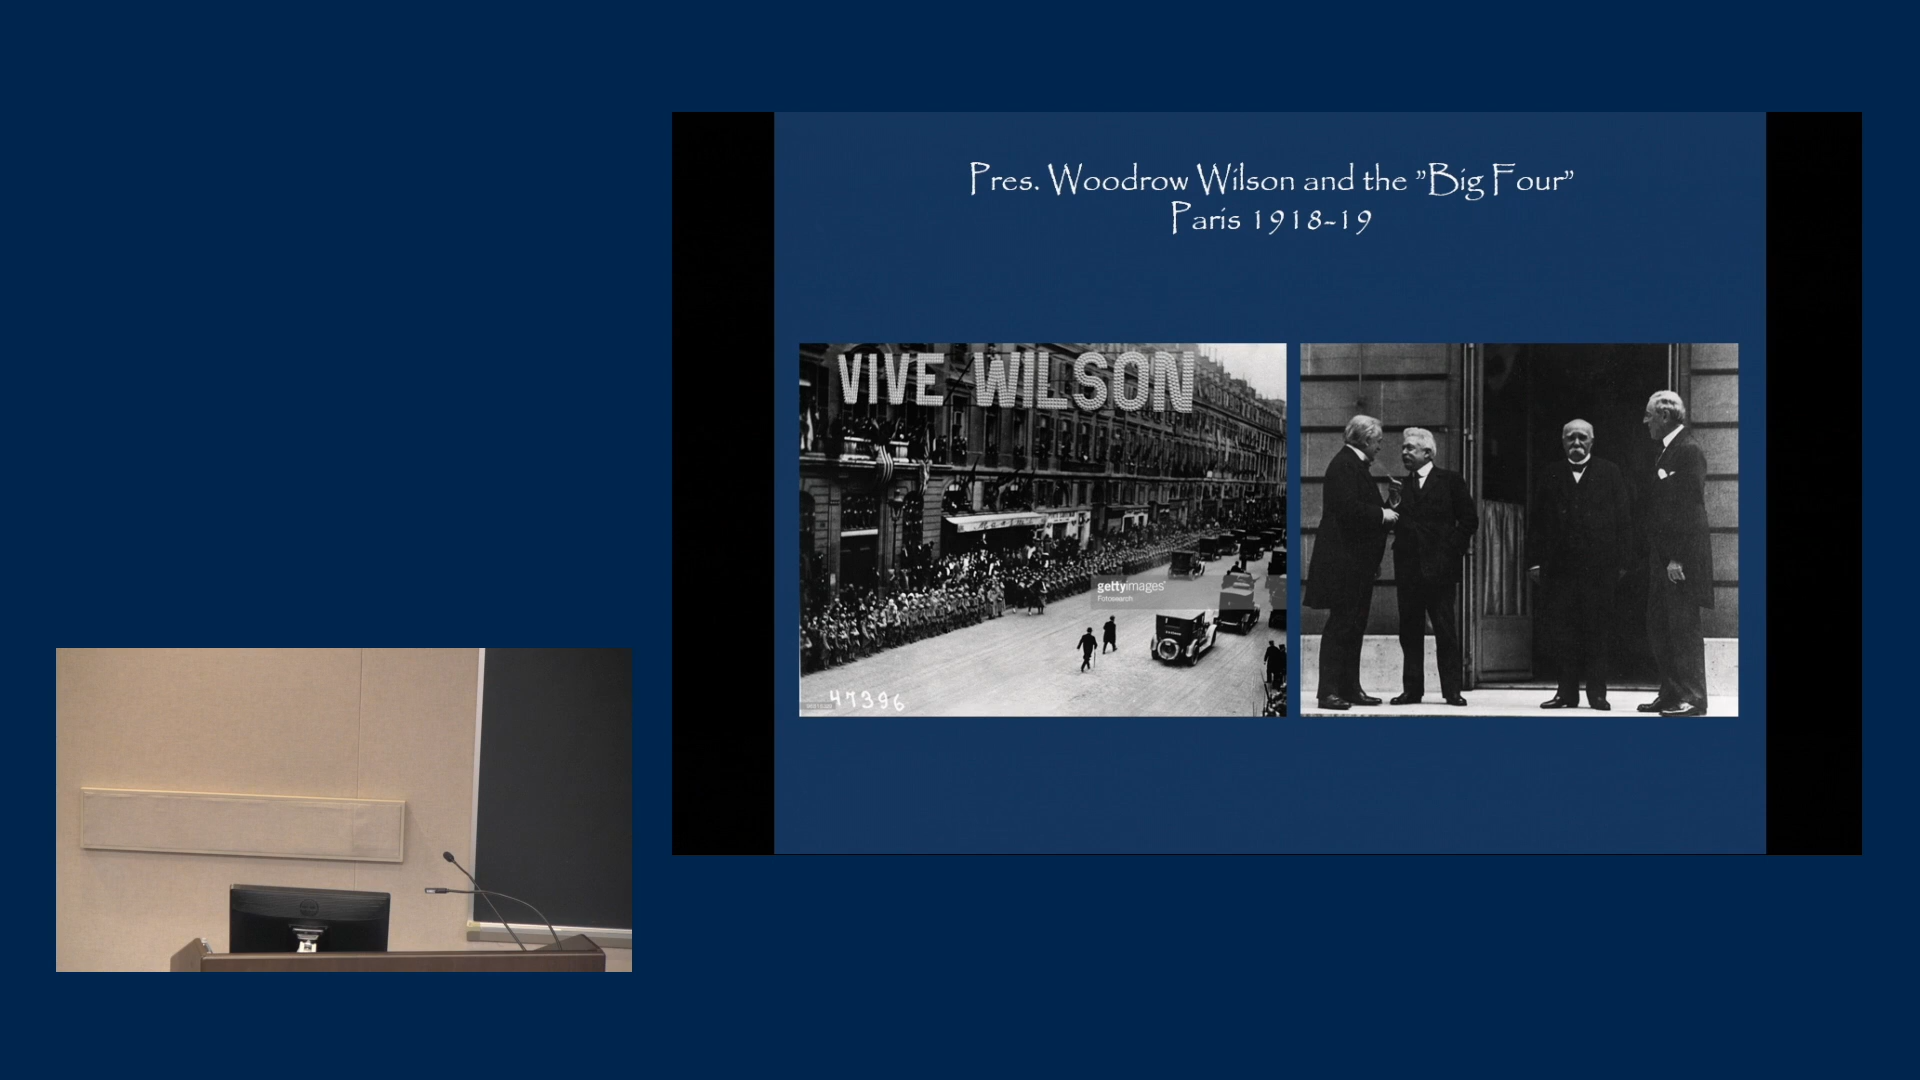 Pres. Woodrow Wilson and the ”Big Four”
Paris 1918-19
VIVE WILSON
gettyimages®
Fotosearch
47396